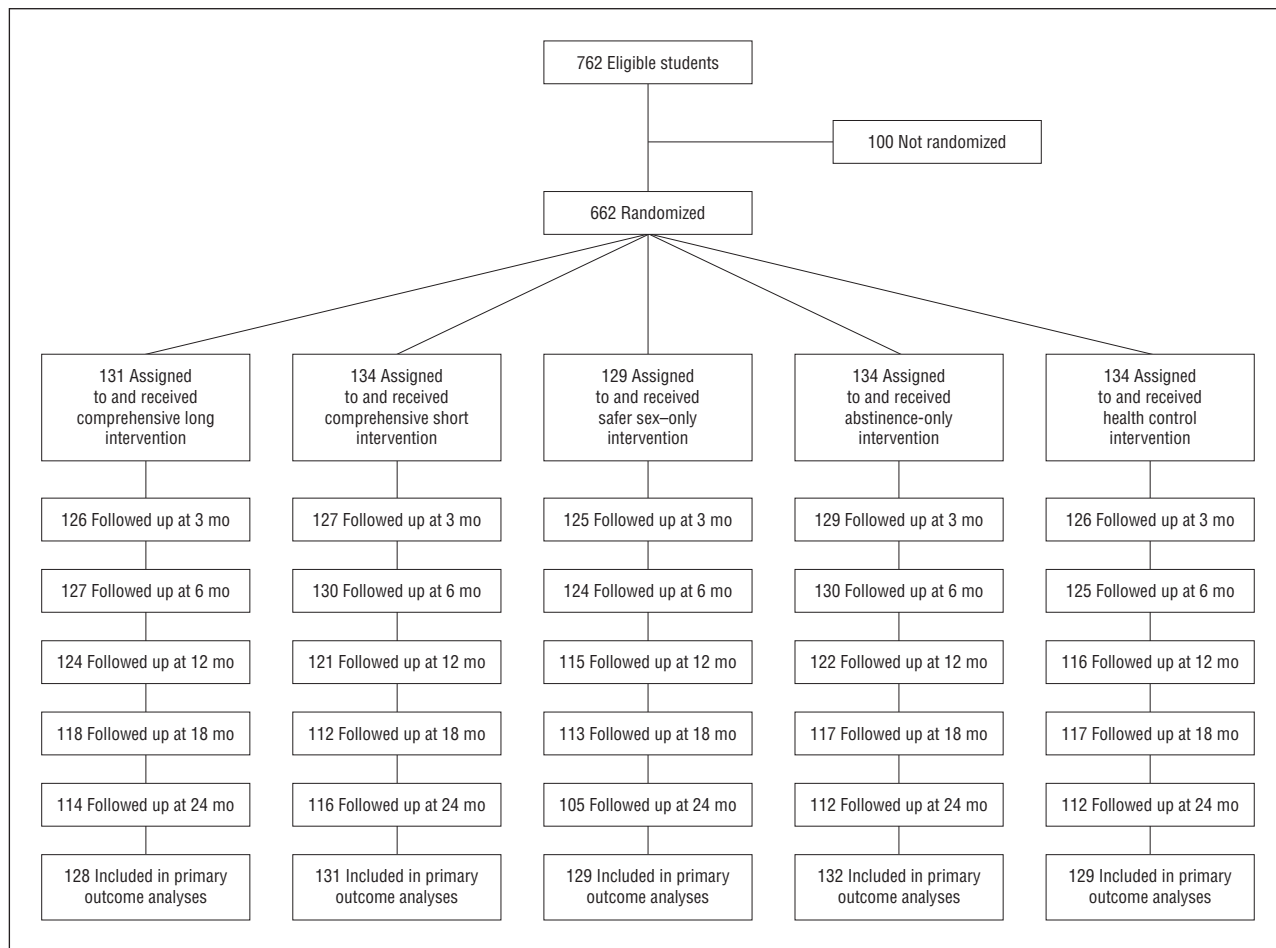 762 Eligible students
100 Not randomized
662 Randomized
131 Assigned
to and received
comprehensive long
intervention
134 Assigned
to and received
comprehensive short
intervention
129 Assigned
to and received
safer sex–only
intervention
134 Assigned
to and received
abstinence-only
intervention
134 Assigned
to and received
health control
intervention
126 Followed up at 3 mo
127 Followed up at 3 mo
125 Followed up at 3 mo
129 Followed up at 3 mo
126 Followed up at 3 mo
127 Followed up at 6 mo
130 Followed up at 6 mo
124 Followed up at 6 mo
130 Followed up at 6 mo
125 Followed up at 6 mo
124 Followed up at 12 mo
121 Followed up at 12 mo
115 Followed up at 12 mo
122 Followed up at 12 mo
116 Followed up at 12 mo
118 Followed up at 18 mo
112 Followed up at 18 mo
113 Followed up at 18 mo
117 Followed up at 18 mo
117 Followed up at 18 mo
114 Followed up at 24 mo
116 Followed up at 24 mo
105 Followed up at 24 mo
112 Followed up at 24 mo
112 Followed up at 24 mo
128 Included in primary
outcome analyses
131 Included in primary
outcome analyses
129 Included in primary
outcome analyses
132 Included in primary
outcome analyses
129 Included in primary
outcome analyses